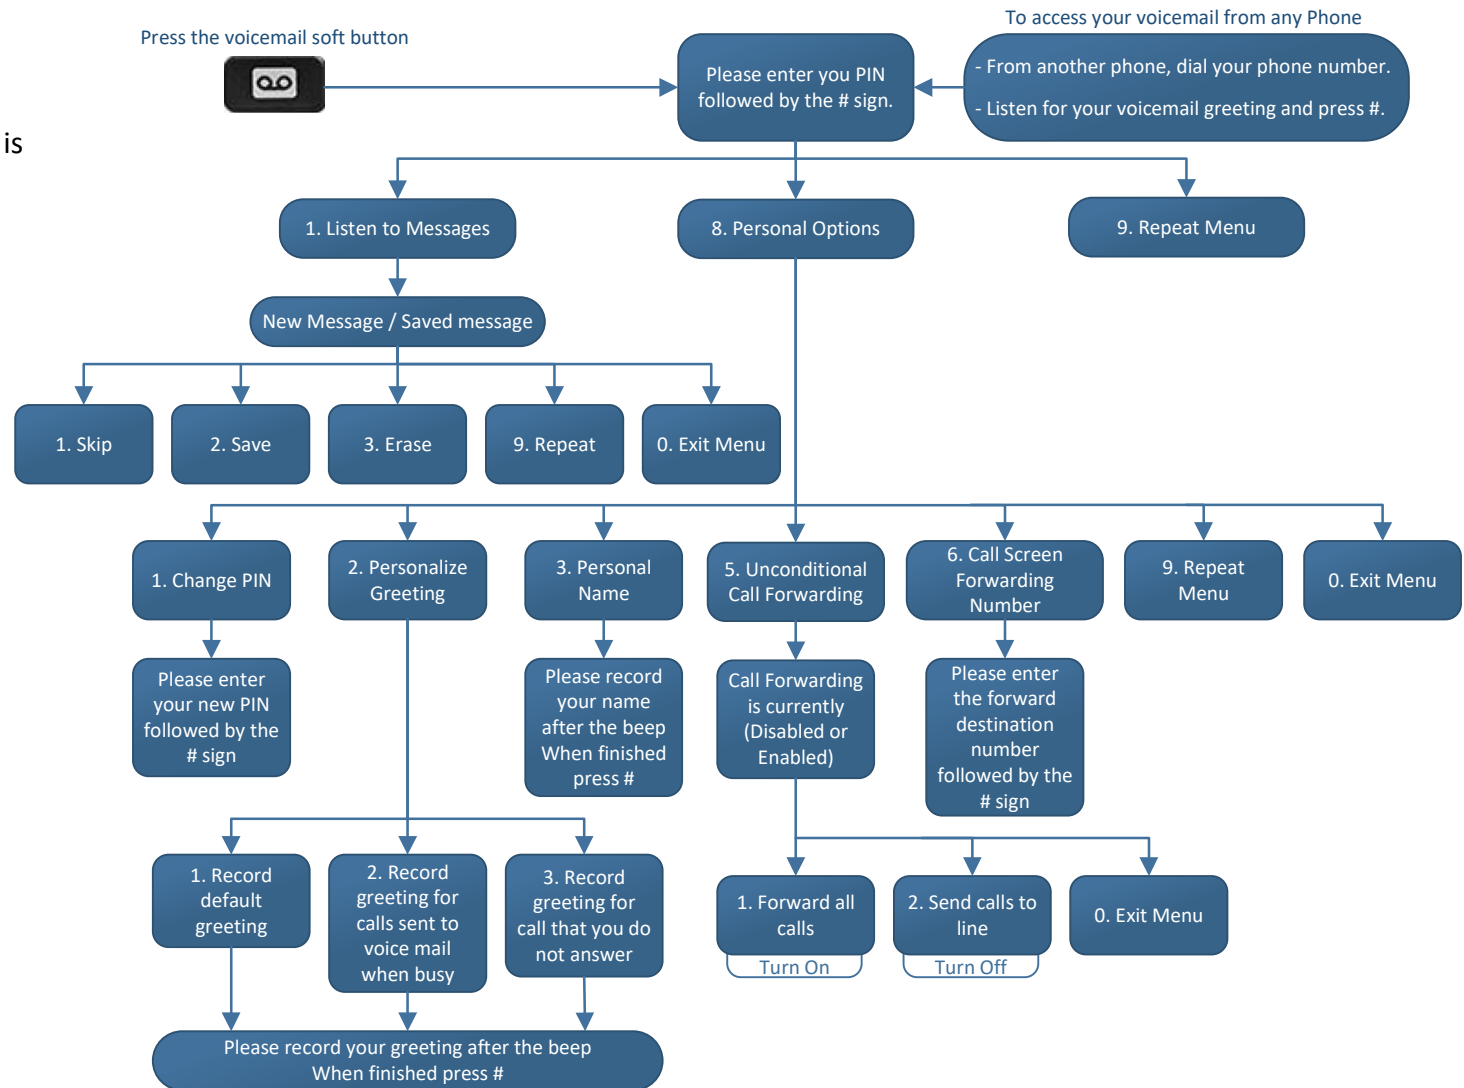 To access your voicemail from any Phone
Press the voicemail soft button
Please enter you PIN
followed by the # sign.
- From another phone, dial your phone number.
- Listen for your voicemail greeting and press #.
is
1. Listen to Messages
8. Personal Options
9. Repeat Menu
New Message / Saved message
1. Skip
2. Save
3. Erase
9. Repeat
0. Exit Menu
1. Change PIN
2. Personalize
Greeting
3. Personal
Name
5. Unconditional
Call Forwarding
6. Call Screen
Forwarding
Number
9. Repeat
Menu
0. Exit Menu
Please enter
your new PIN
followed by the
# sign
Please record
your name
after the beep
When finished
press #
Call Forwarding
is currently
(Disabled or
Enabled)
Please enter
the forward
destination
number
followed by the
# sign
1. Record
default
greeting
2. Record
greeting for
calls sent to
voice mail
when busy
3. Record
greeting for
call that you do
not answer
1. Forward all
calls
Turn On
2. Send calls to
line
Turn Off
0. Exit Menu
Please record your greeting after the beep
When finished press #